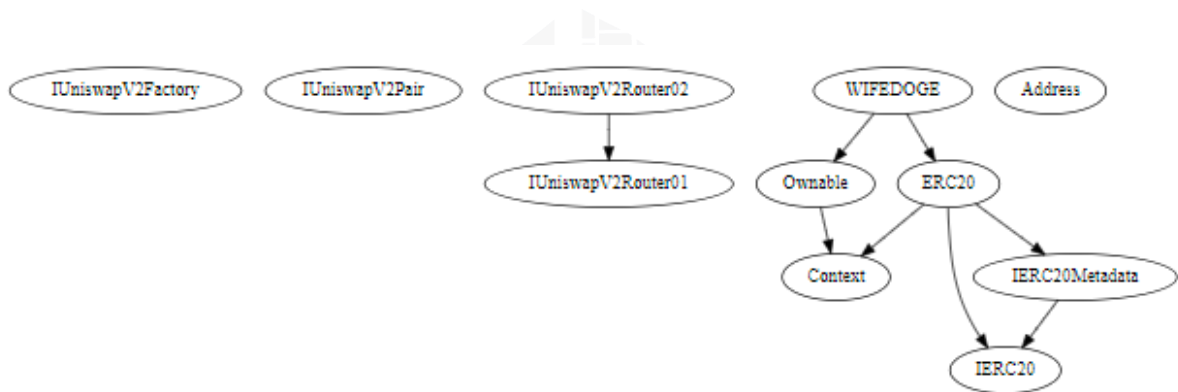 IUniswapV2Factory
IUniswapV2Pair
IUniswapV2Router02
WIFEDOGE
Address
IUniswapV2Router01
Ownable
ERC20
Context
IERC20Metadata
IERC20